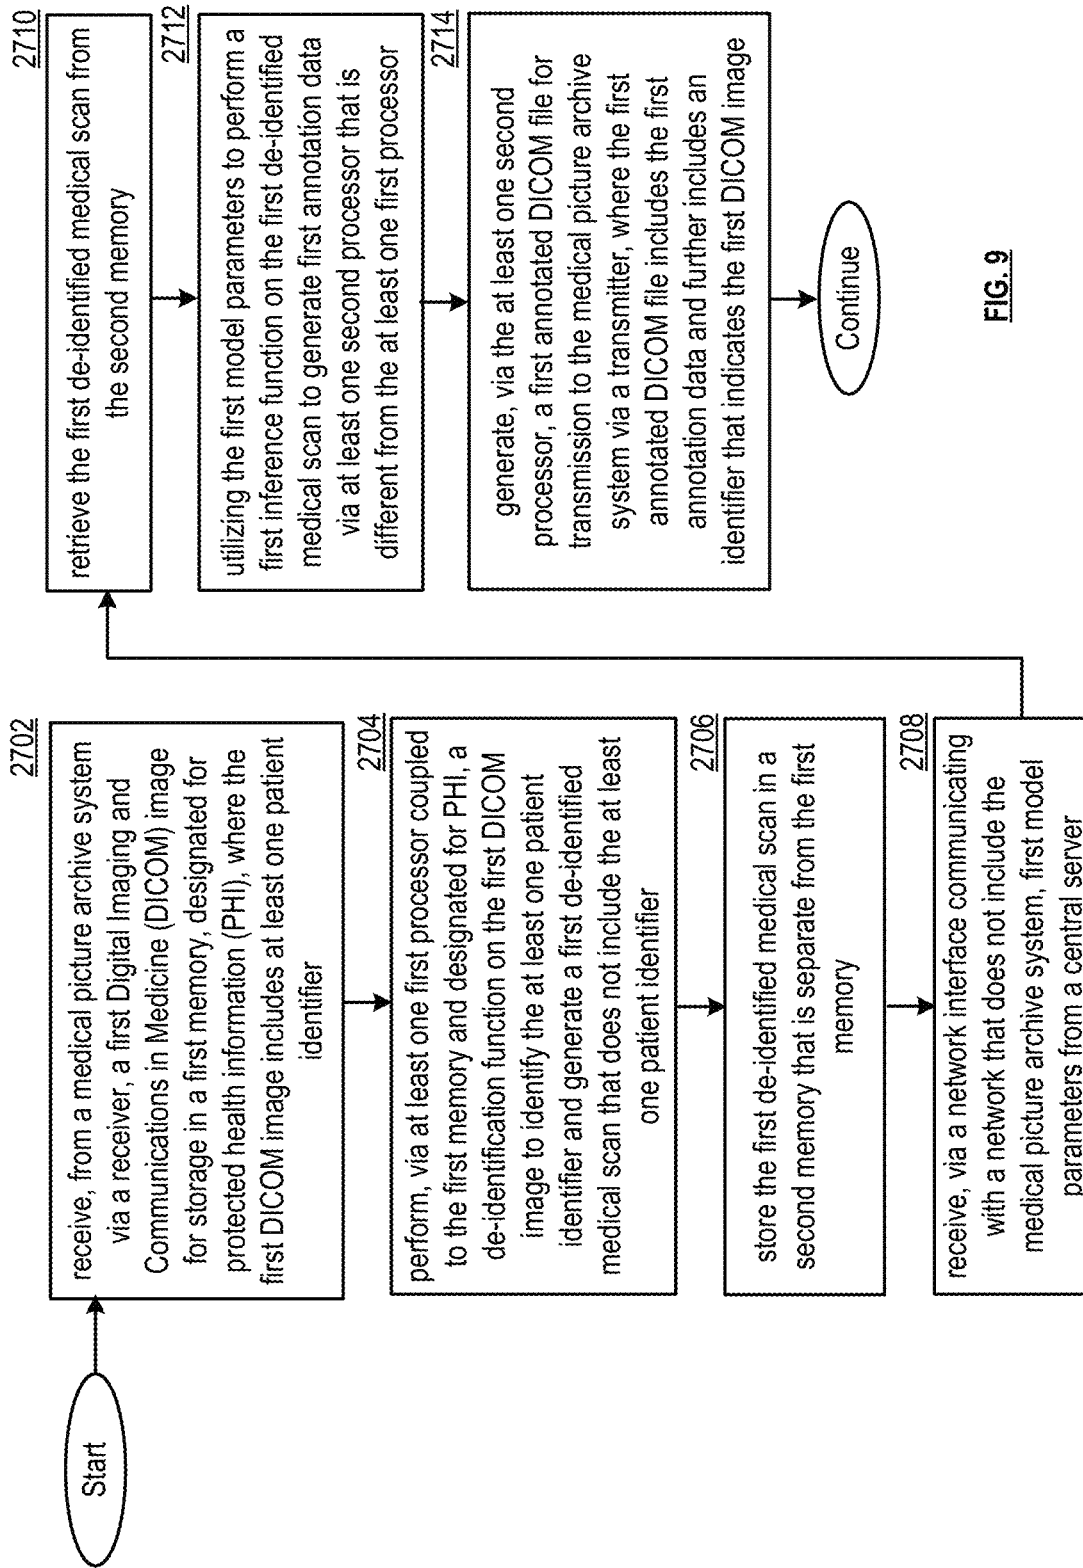 Start
2702
receive, from a medical picture archive system
via a receiver, a first Digital Imaging and
Communications in Medicine (DICOM) image
for storage in a first memory, designated for
protected health information (PHI), where the
first DICOM image includes at least one patient
identifier
2704
perform, via at least one first processor coupled
to the first memory and designated for PHI, a
de-identification function on the first DICOM
image to identify the at least one patient
identifier and generate a first de-identified
medical scan that does not include the at least
one patient identifier
2706
store the first de-identified medical scan in a
second memory that is separate from the first
memory
2708
receive, via a network interface communicating
with a network that does not include the
medical picture archive system, first model
parameters from a central server
2710
retrieve the first de-identified medical scan from
the second memory
2712
utilizing the first model parameters to perform a
first inference function on the first de-identified
medical scan to generate first annotation data
via at least one second processor that is
different from the at least one first processor
2714
generate, via the at least one second
processor, a first annotated DICOM file for
transmission to the medical picture archive
system via a transmitter, where the first
annotated DICOM file includes the first
annotation data and further includes an
identifier that indicates the first DICOM image
Continue
FIG. 9